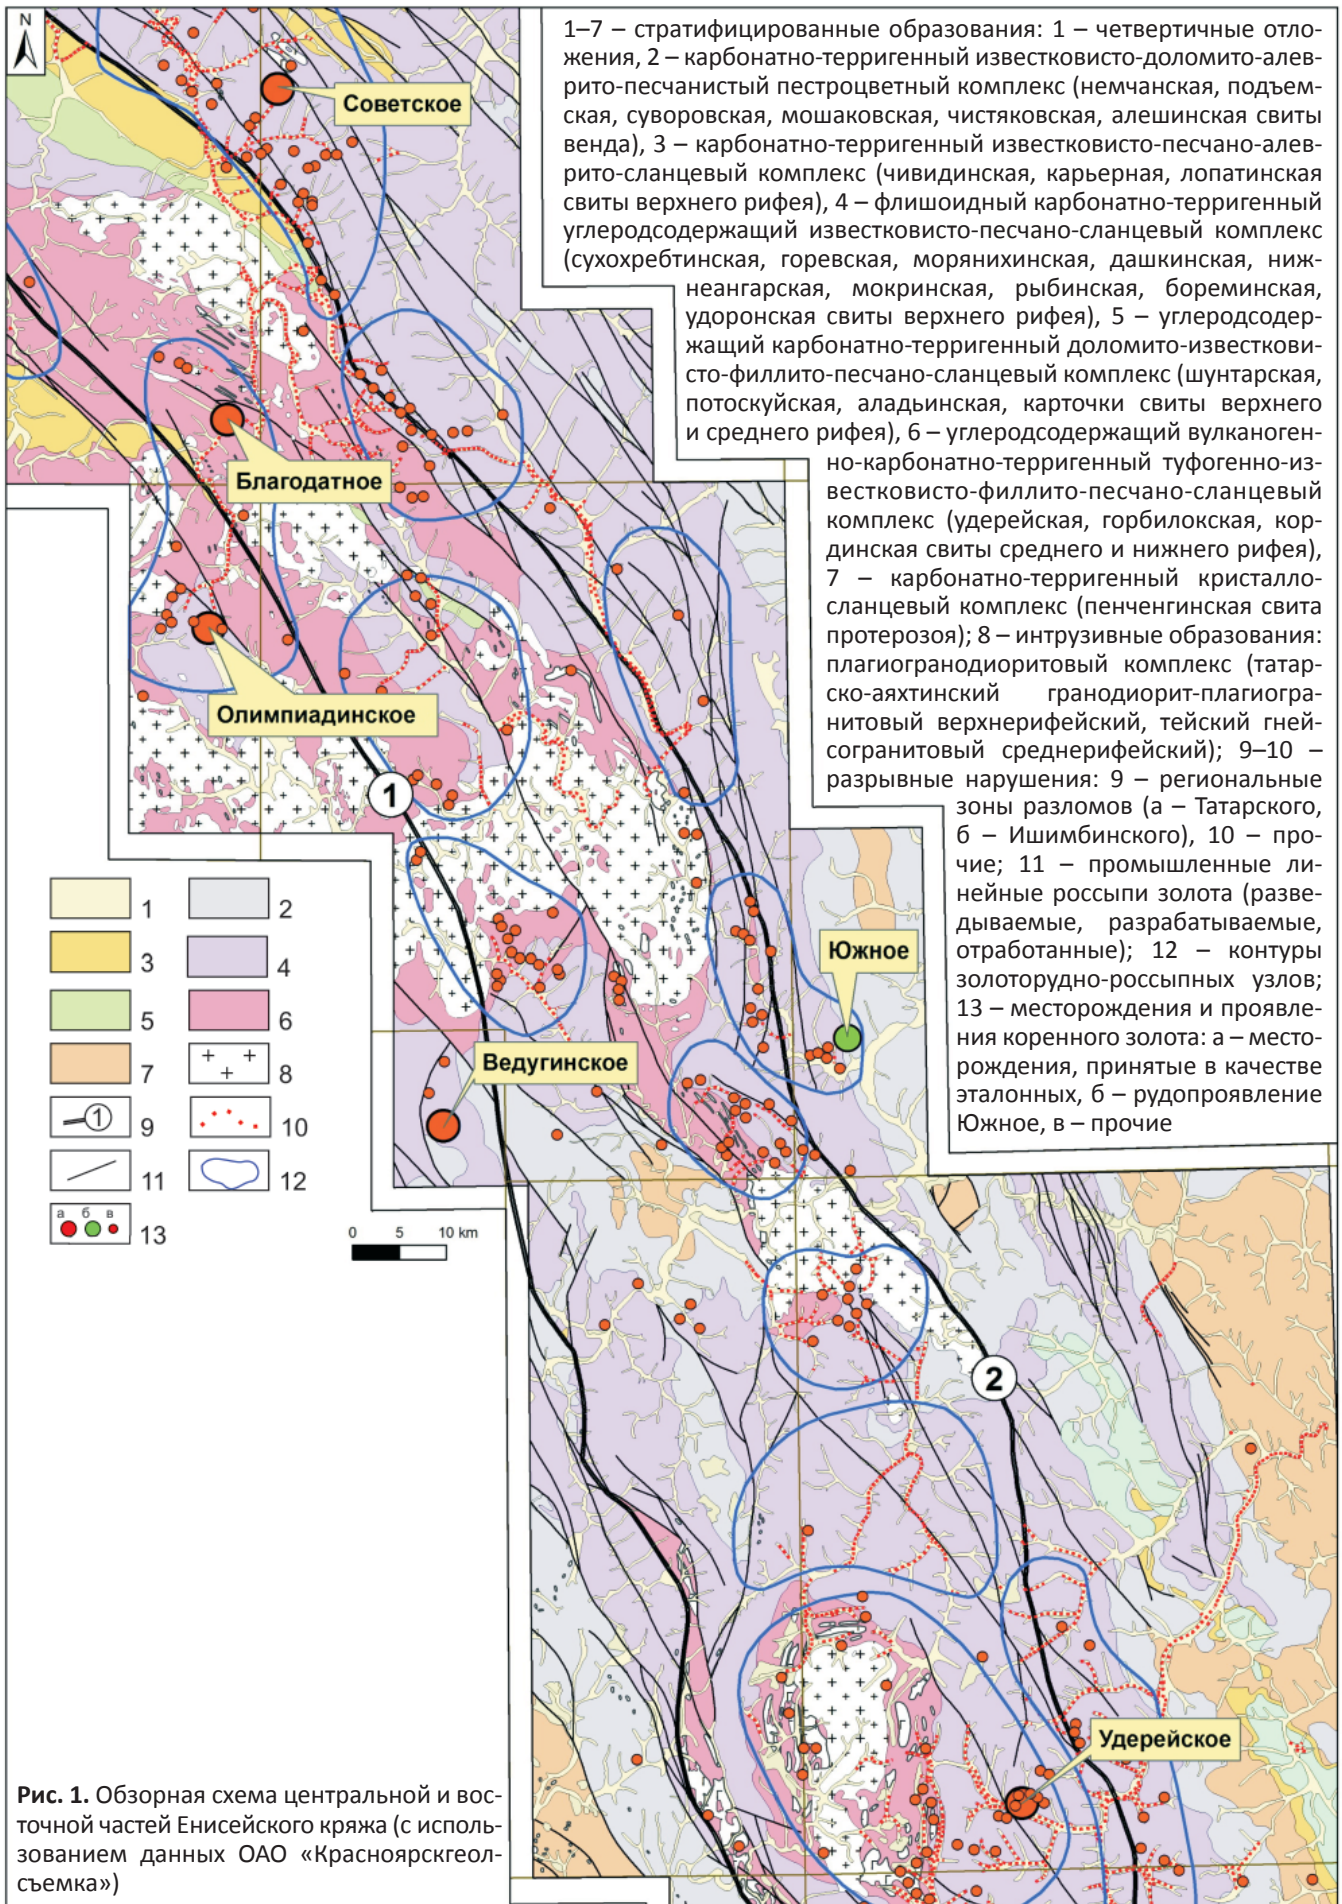 N
1–7 – стратифицированные образования: 1 – четвертичные отло-
жения, 2 – карбонатно-терригенный известковисто-доломито-алев-
рито-песчанистый пестроцветный комплекс (немчанская, подъем-
ская, суворовская, мошаковская, чистяковская, алешинская свиты
венда), 3 – карбонатно-терригенный известковисто-песчано-алев-
рито-сланцевый комплекс (чивидинская, карьерная, лопатинская
свиты верхнего рифея), 4 – флишоидный карбонатно-терригенный
углеродсодержащий известковисто-песчано-сланцевый комплекс
(сухохребтинская, горевская, морянихинская, дашкинская, ниж-
неангарская, мокринская, рыбинская, бореминская,
удоронская свиты верхнего рифея), 5 – углеродсодер-
жащий карбонатно-терригенный доломито-известкови-
сто-филлито-песчано-сланцевый комплекс (шунтарская,
потоскуйская, аладьинская, карточки свиты верхнего
и среднего рифея), 6 – углеродсодержащий вулканоген-
но-карбонатно-терригенный туфогенно-из-
вестковисто-филлито-песчано-сланцевый
комплекс (удерейская, горбилокская, кор-
динская свиты среднего и нижнего рифея),
7 – карбонатно-терригенный кристалло-
сланцевый комплекс (пенченгинская свита
протерозоя); 8 – интрузивные образования:
плагиогранодиоритовый комплекс (татар-
ско-аяхтинский гранодиорит-плагиогра-
нитовый верхнерифейский, тейский гней-
согранитовый среднерифейский); 9–10 –
разрывные нарушения: 9 – региональные
зоны разломов (а – Татарского,
б – Ишимбинского), 10 – про-
чие; 11 – промышленные ли-
нейные россыпи золота (разве-
дываемые, разрабатываемые,
отработанные); 12 – контуры
золоторудно-россыпных узлов;
13 – месторождения и проявле-
ния коренного золота: а – место-
рождения, принятые в качестве
эталонных, б – рудопроявление
Южное, в – прочие
Советское
Благодатное
Олимпиадинское
1
Южное
Ведугинское
2
Удерейское
1 2
3 4
5 6
7 8
1 9 10
11 12
а б в
13
0 5 10 km
Рис. 1. Обзорная схема центральной и вос-
точной частей Енисейского кряжа (с исполь-
зованием данных ОАО «Красноярскгеол-
съемка»)